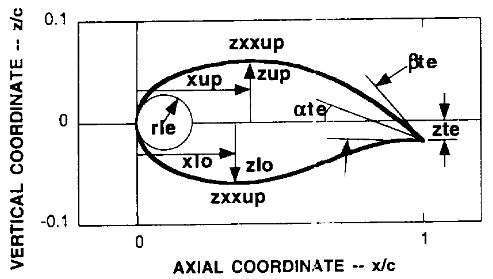 VERTICAL COORDINATE -- z/c
0.1
0
-0.1
zxxup
xup
zup
βte
αte
rle
zte
xlo
zlo
zxxup
0
1
AXIAL COORDINATE -- x/c